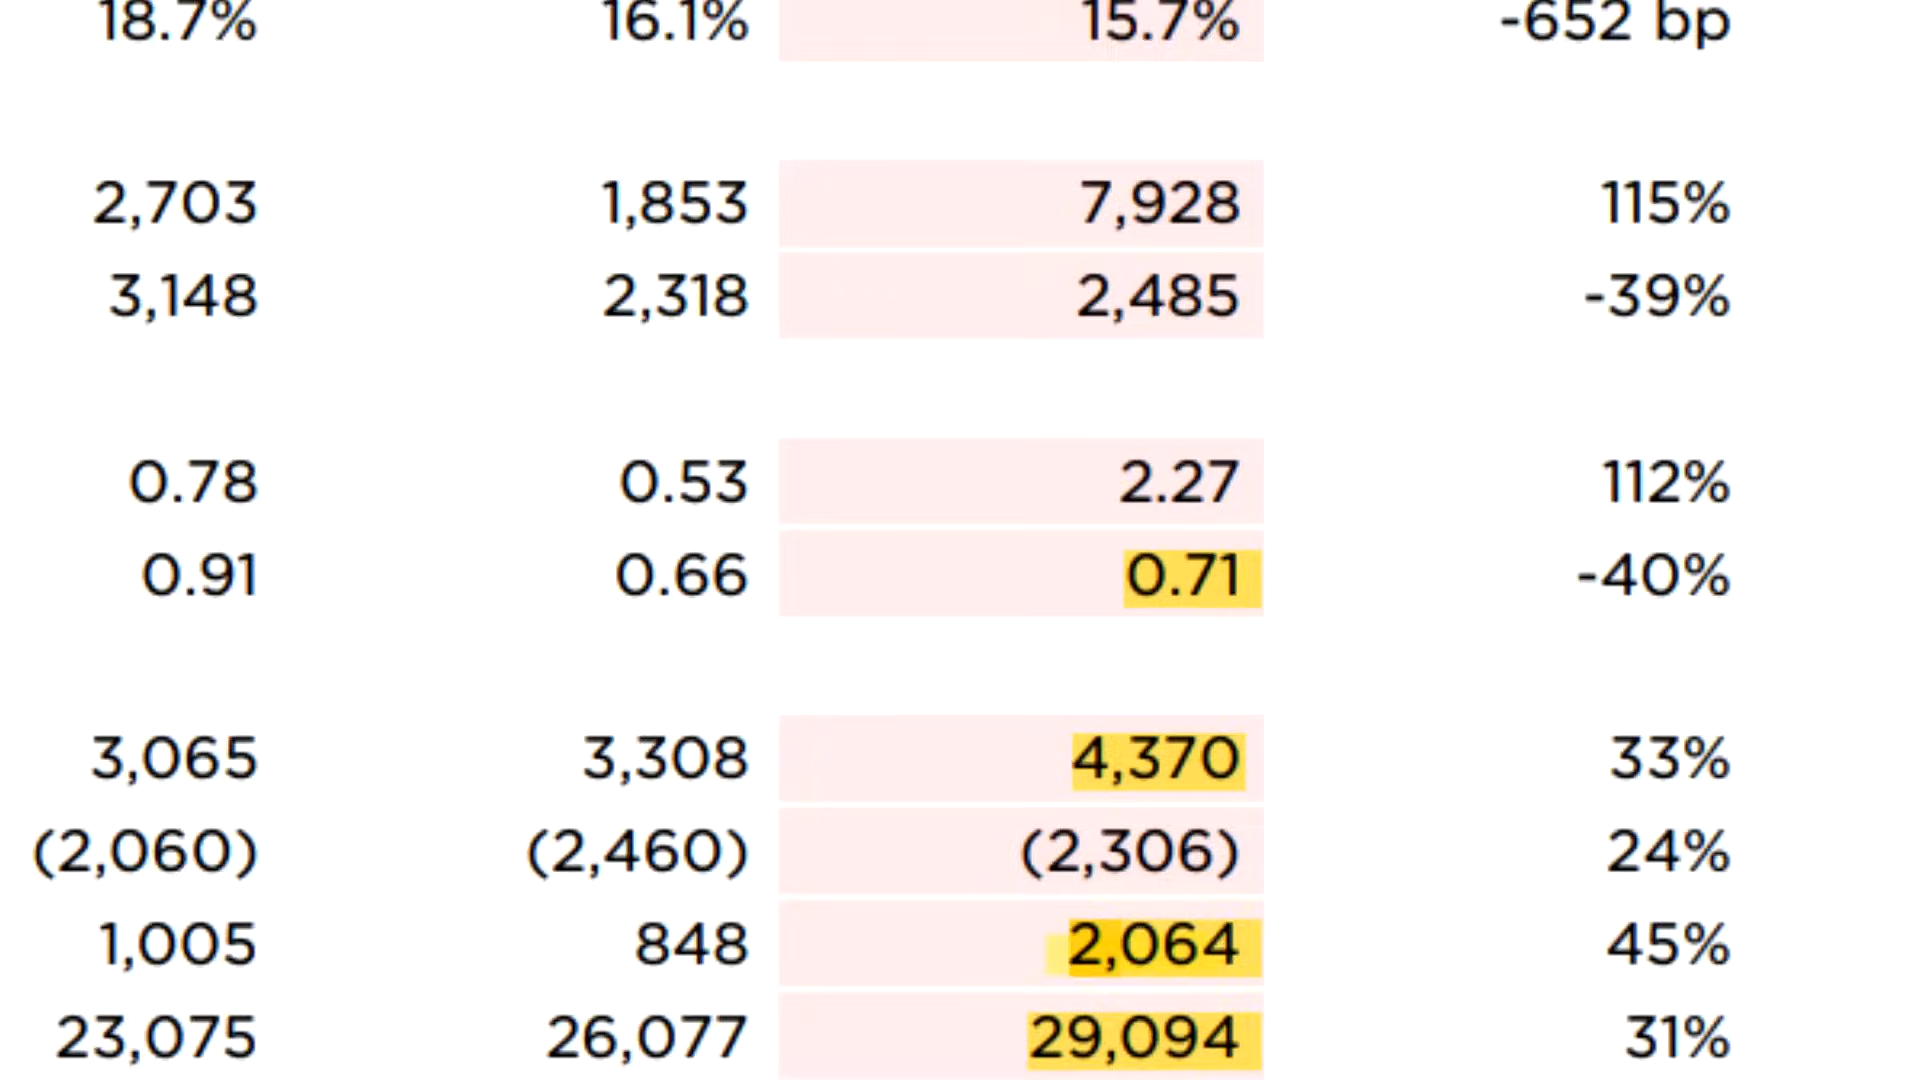 18.7% 16.1% 15.7% -652 bp
2,703 1,853 7,928 115%
3,148 2,318 2,485 -39%
0.78 0.53 2.27 112%
0.91 0.66 0.71 -40%
3,065 3,308 4,370 33%
(2,060) (2,460) (2,306) 24%
1,005 848 2,064 45%
23,075 26,077 29,094 31%